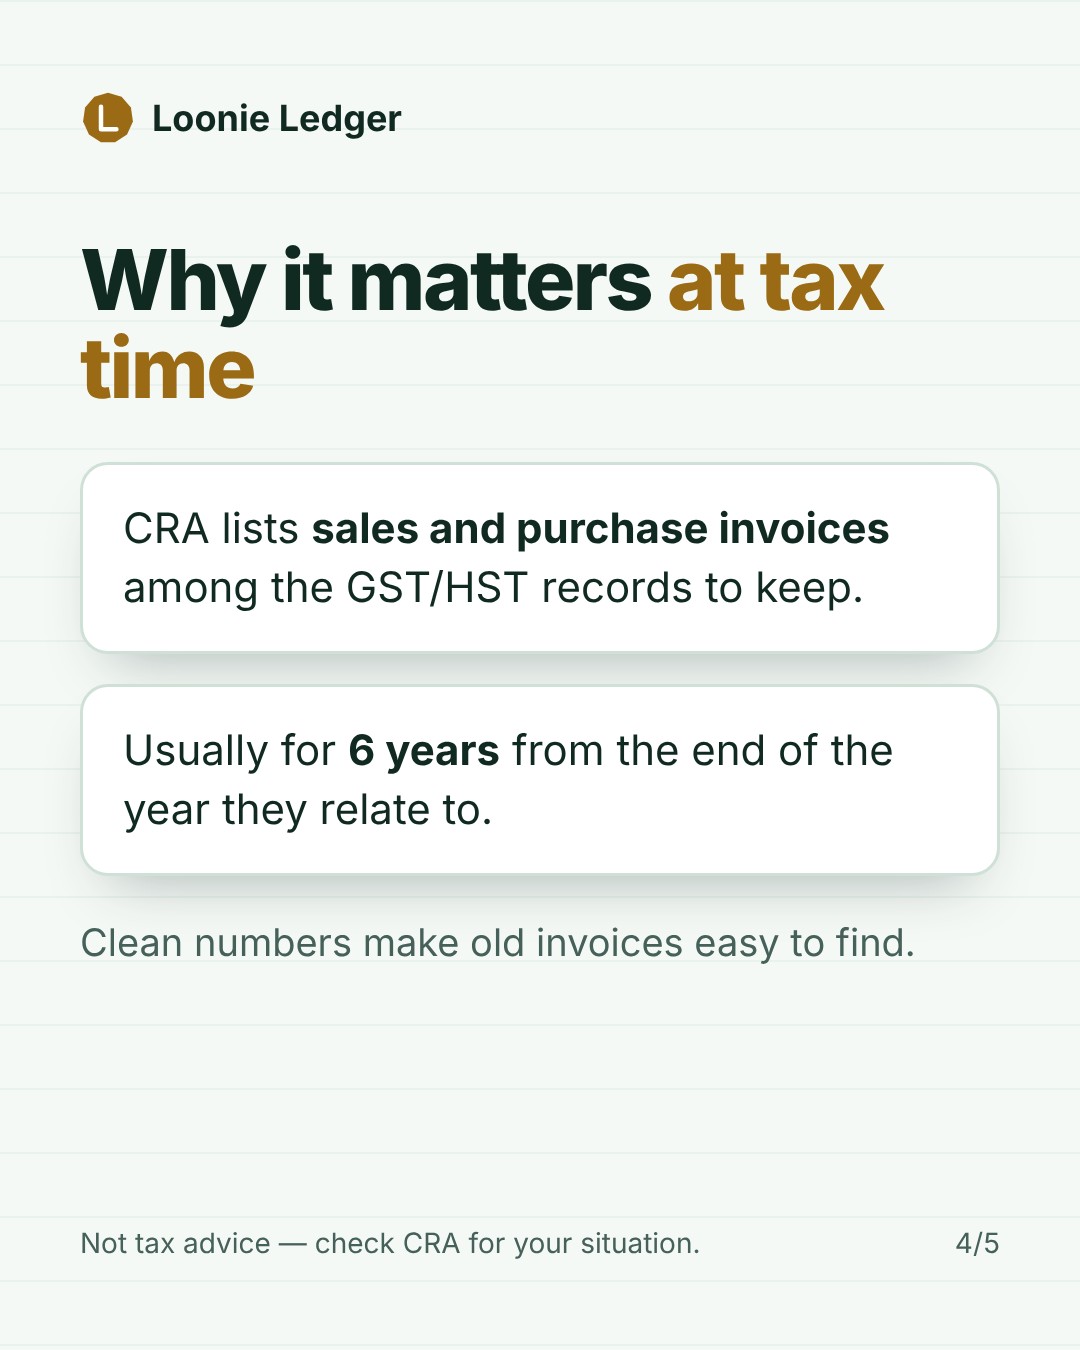 L
Loonie Ledger
Why it matters at tax
time
CRA lists sales and purchase invoices
among the GST/HST records to keep.
Usually for 6 years from the end of the
year they relate to.
Clean numbers make old invoices easy to find.
Not tax advice — check CRA for your situation.
4/5